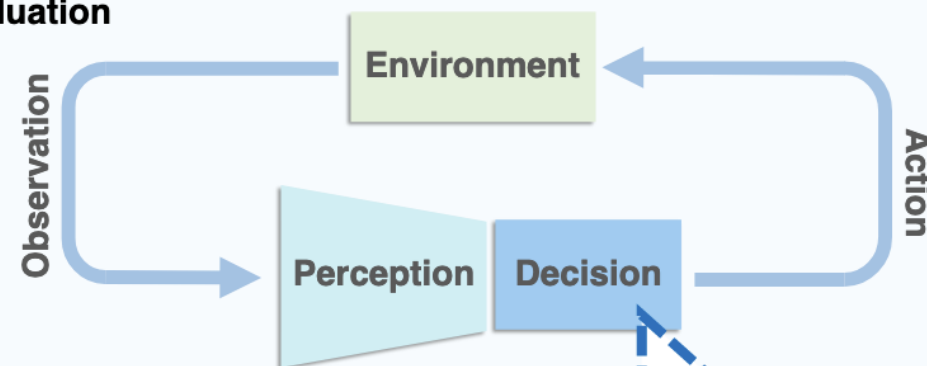 luation
Environment
Observation
Action
Perception
Decision